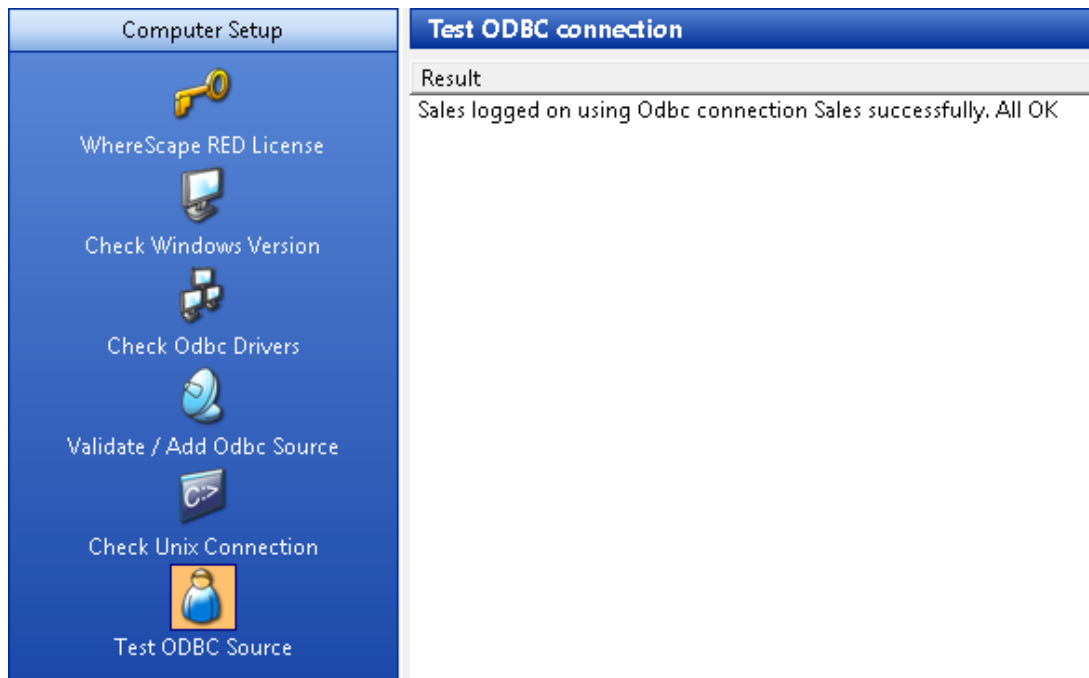 Computer Setup
WhereScape RED License
Check Windows Version
Check Odbc Drivers
Validate / Add Odbc Source
C:>
Check Unix Connection
Test ODBC Source
Test ODBC connection
Result
Sales logged on using Odbc connection Sales successfully. All OK